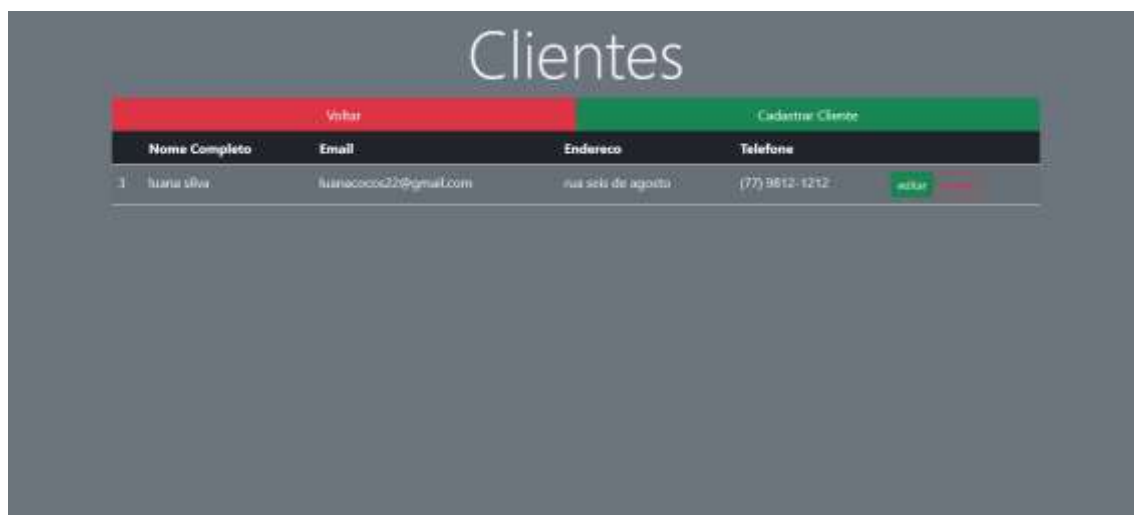 Clientes
Voltar Cadastrar Cliente
Nome Completo Email Endereco Telefone
3 luana silva luanacocos22@gmail.com rua seis de agosto (77) 9812-1212 editar